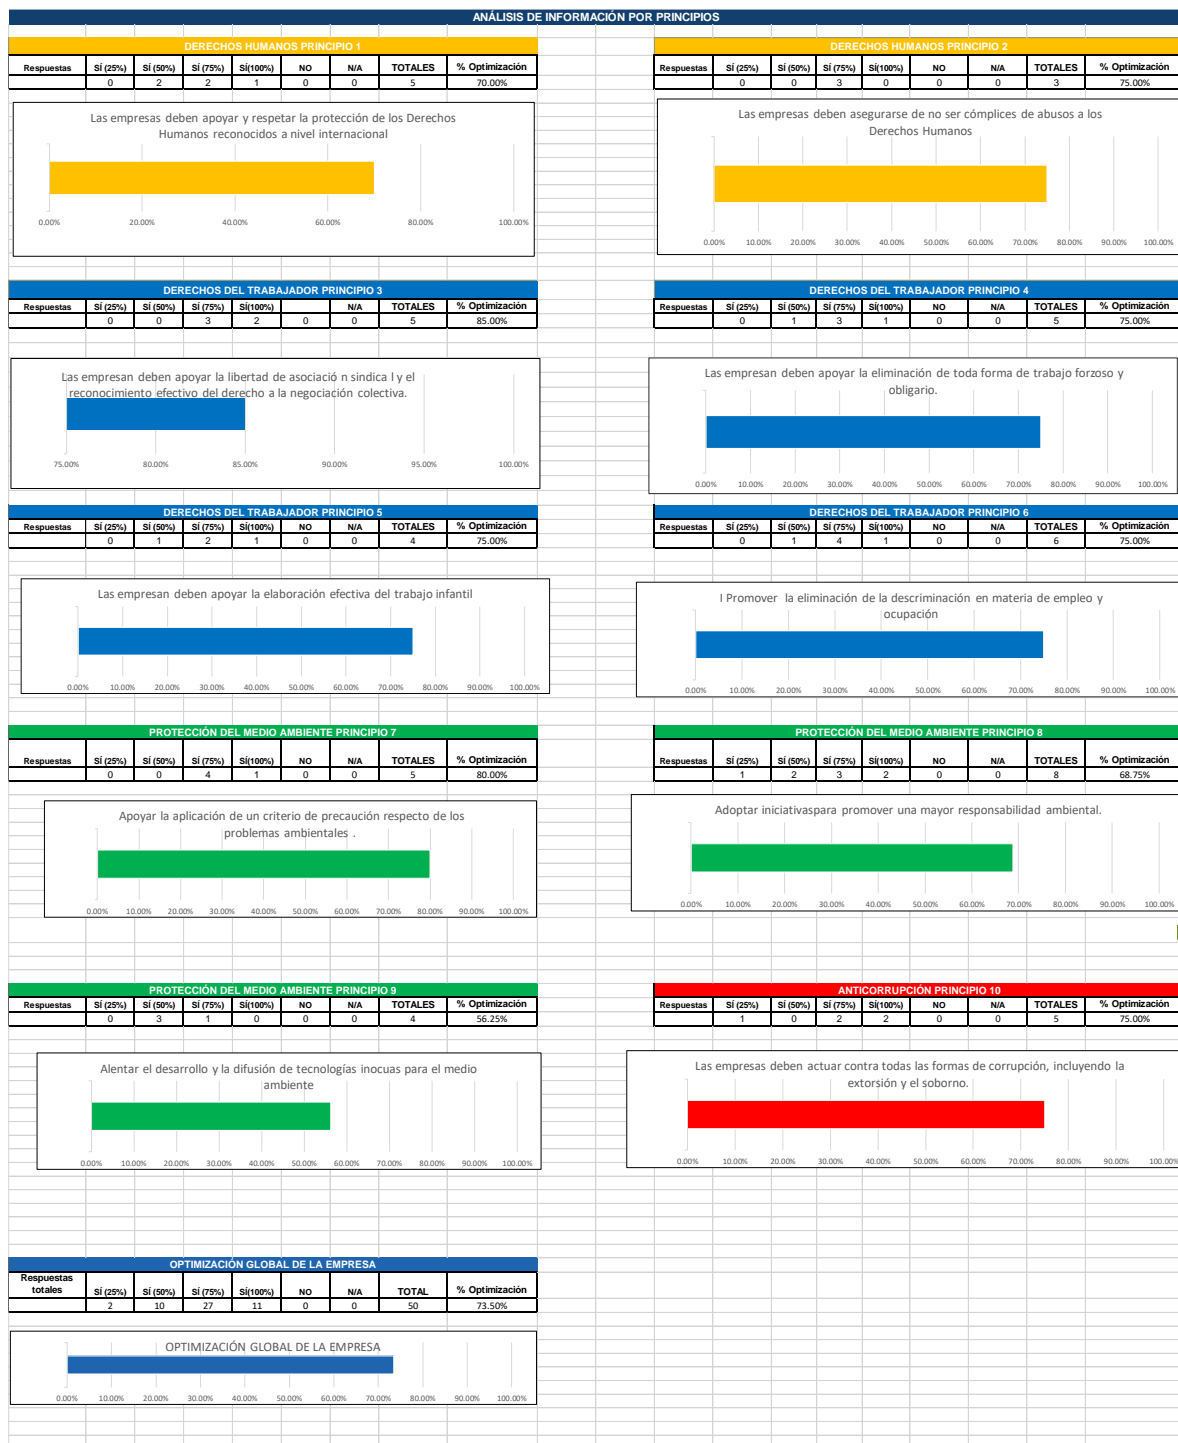 ANÁLISIS DE INFORMACIÓN POR PRINCIPIOS
DERECHOS HUMANOS PRINCIPIO 1
Respuestas SÍ (25%) SÍ (50%) SÍ (75%) SÍ(100%) NO N/A TOTALES % Optimización
0 2 2 1 0 0 5 70.00%
Las empresas deben apoyar y respetar la protección de los Derechos
Humanos reconocidos a nivel internacional
0.00% 20.00% 40.00% 60.00% 80.00% 100.00%
DERECHOS HUMANOS PRINCIPIO 2
Respuestas SÍ (25%) SÍ (50%) SÍ (75%) SÍ(100%) NO N/A TOTALES % Optimización
0 0 3 0 0 0 3 75.00%
Las empresas deben asegurarse de no ser cómplices de abusos a los
Derechos Humanos
0.00% 10.00% 20.00% 30.00% 40.00% 50.00% 60.00% 70.00% 80.00% 90.00% 100.00%
DERECHOS DEL TRABAJADOR PRINCIPIO 3
Respuestas SÍ (25%) SÍ (50%) SÍ (75%) SÍ(100%) N/A TOTALES % Optimización
0 0 3 2 0 0 5 85.00%
Las empresan deben apoyar la libertad de asociació n sindica l y el
reconocimiento efectivo del derecho a la negociación colectiva.
75.00% 80.00% 85.00% 90.00% 95.00% 100.00%
DERECHOS DEL TRABAJADOR PRINCIPIO 4
Respuestas SÍ (25%) SÍ (50%) SÍ (75%) SÍ(100%) NO N/A TOTALES % Optimización
0 1 3 1 0 0 5 75.00%
Las empresan deben apoyar la eliminación de toda forma de trabajo forzoso y
obligario.
0.00% 10.00% 20.00% 30.00% 40.00% 50.00% 60.00% 70.00% 80.00% 90.00% 100.00%
DERECHOS DEL TRABAJADOR PRINCIPIO 5
Respuestas SÍ (25%) SÍ (50%) SÍ (75%) SÍ(100%) NO N/A TOTALES % Optimización
0 1 2 1 0 0 4 75.00%
Las empresan deben apoyar la elaboración efectiva del trabajo infantil
0.00% 10.00% 20.00% 30.00% 40.00% 50.00% 60.00% 70.00% 80.00% 90.00% 100.00%
DERECHOS DEL TRABAJADOR PRINCIPIO 6
Respuestas SÍ (25%) SÍ (50%) SÍ (75%) SÍ(100%) NO N/A TOTALES % Optimización
0 1 4 1 0 0 6 75.00%
I Promover la eliminación de la descriminación en materia de empleo y
ocupación
0.00% 10.00% 20.00% 30.00% 40.00% 50.00% 60.00% 70.00% 80.00% 90.00% 100.00%
PROTECCIÓN DEL MEDIO AMBIENTE PRINCIPIO 7
Respuestas SÍ (25%) SÍ (50%) SÍ (75%) SÍ(100%) NO N/A TOTALES % Optimización
0 0 4 1 0 0 5 80.00%
Apoyar la aplicación de un criterio de precaución respecto de los
problemas ambientales .
0.00% 10.00% 20.00% 30.00% 40.00% 50.00% 60.00% 70.00% 80.00% 90.00% 100.00%
PROTECCIÓN DEL MEDIO AMBIENTE PRINCIPIO 8
Respuestas SÍ (25%) SÍ (50%) SÍ (75%) SÍ(100%) NO N/A TOTALES % Optimización
1 2 3 2 0 0 8 68.75%
Adoptar iniciativaspara promover una mayor responsabilidad ambiental.
0.00% 10.00% 20.00% 30.00% 40.00% 50.00% 60.00% 70.00% 80.00% 90.00% 100.00%
PROTECCIÓN DEL MEDIO AMBIENTE PRINCIPIO 9
Respuestas SÍ (25%) SÍ (50%) SÍ (75%) SÍ(100%) NO N/A TOTALES % Optimización
0 3 1 0 0 0 4 56.25%
Alentar el desarrollo y la difusión de tecnologías inocuas para el medio
ambiente
0.00% 10.00% 20.00% 30.00% 40.00% 50.00% 60.00% 70.00% 80.00% 90.00% 100.00%
ANTICORRUPCIÓN PRINCIPIO 10
Respuestas SÍ (25%) SÍ (50%) SÍ (75%) SÍ(100%) NO N/A TOTALES % Optimización
1 0 2 2 0 0 5 75.00%
Las empresas deben actuar contra todas las formas de corrupción, incluyendo la
extorsión y el soborno.
0.00% 10.00% 20.00% 30.00% 40.00% 50.00% 60.00% 70.00% 80.00% 90.00% 100.00%
OPTIMIZACIÓN GLOBAL DE LA EMPRESA
Respuestas
totales SÍ (25%) SÍ (50%) SÍ (75%) SÍ(100%) NO N/A TOTAL % Optimización
2 10 27 11 0 0 50 73.50%
OPTIMIZACIÓN GLOBAL DE LA EMPRESA
0.00% 10.00% 20.00% 30.00% 40.00% 50.00% 60.00% 70.00% 80.00% 90.00% 100.00%